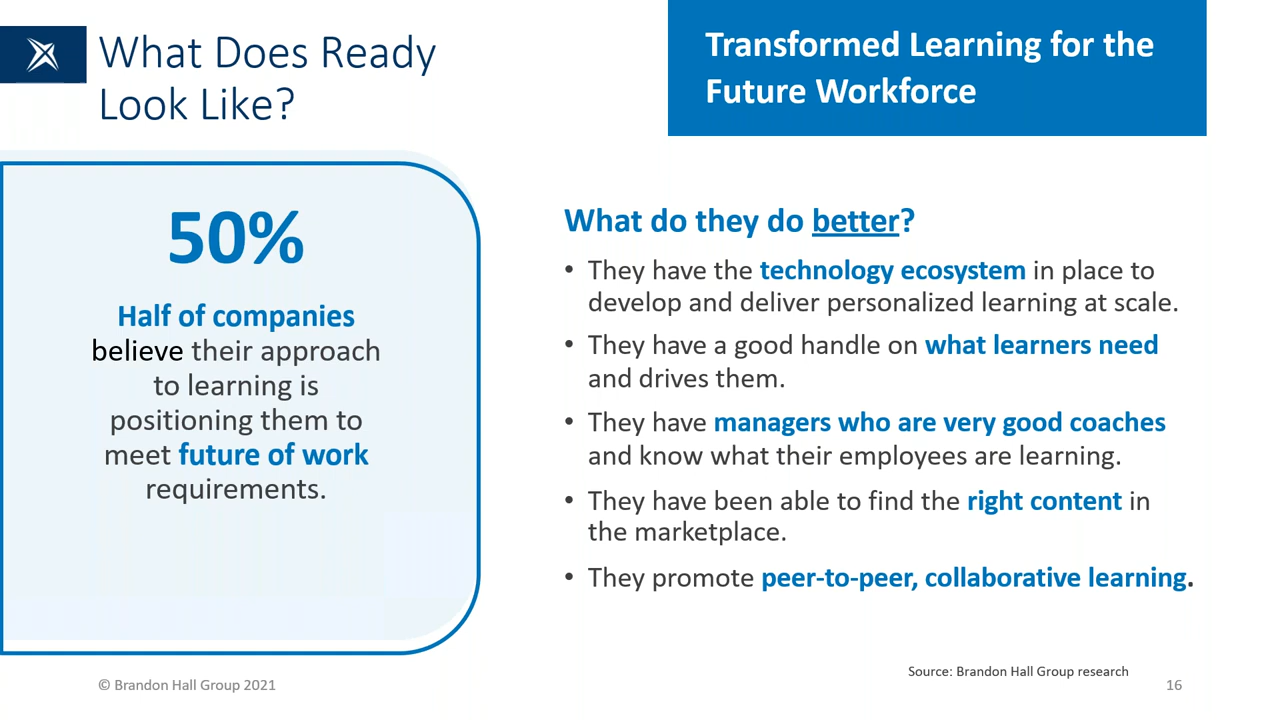 What Does Ready
Look Like?
Transformed Learning for the
Future Workforce
50%
Half of companies
believe their approach
to learning is
positioning them to
meet future of work
requirements.
What do they do better?
• They have the technology ecosystem in place to
develop and deliver personalized learning at scale.
• They have a good handle on what learners need
and drives them.
• They have managers who are very good coaches
and know what their employees are learning.
• They have been able to find the right content in
the marketplace.
• They promote peer-to-peer, collaborative learning.
Source: Brandon Hall Group research
© Brandon Hall Group 2021
16